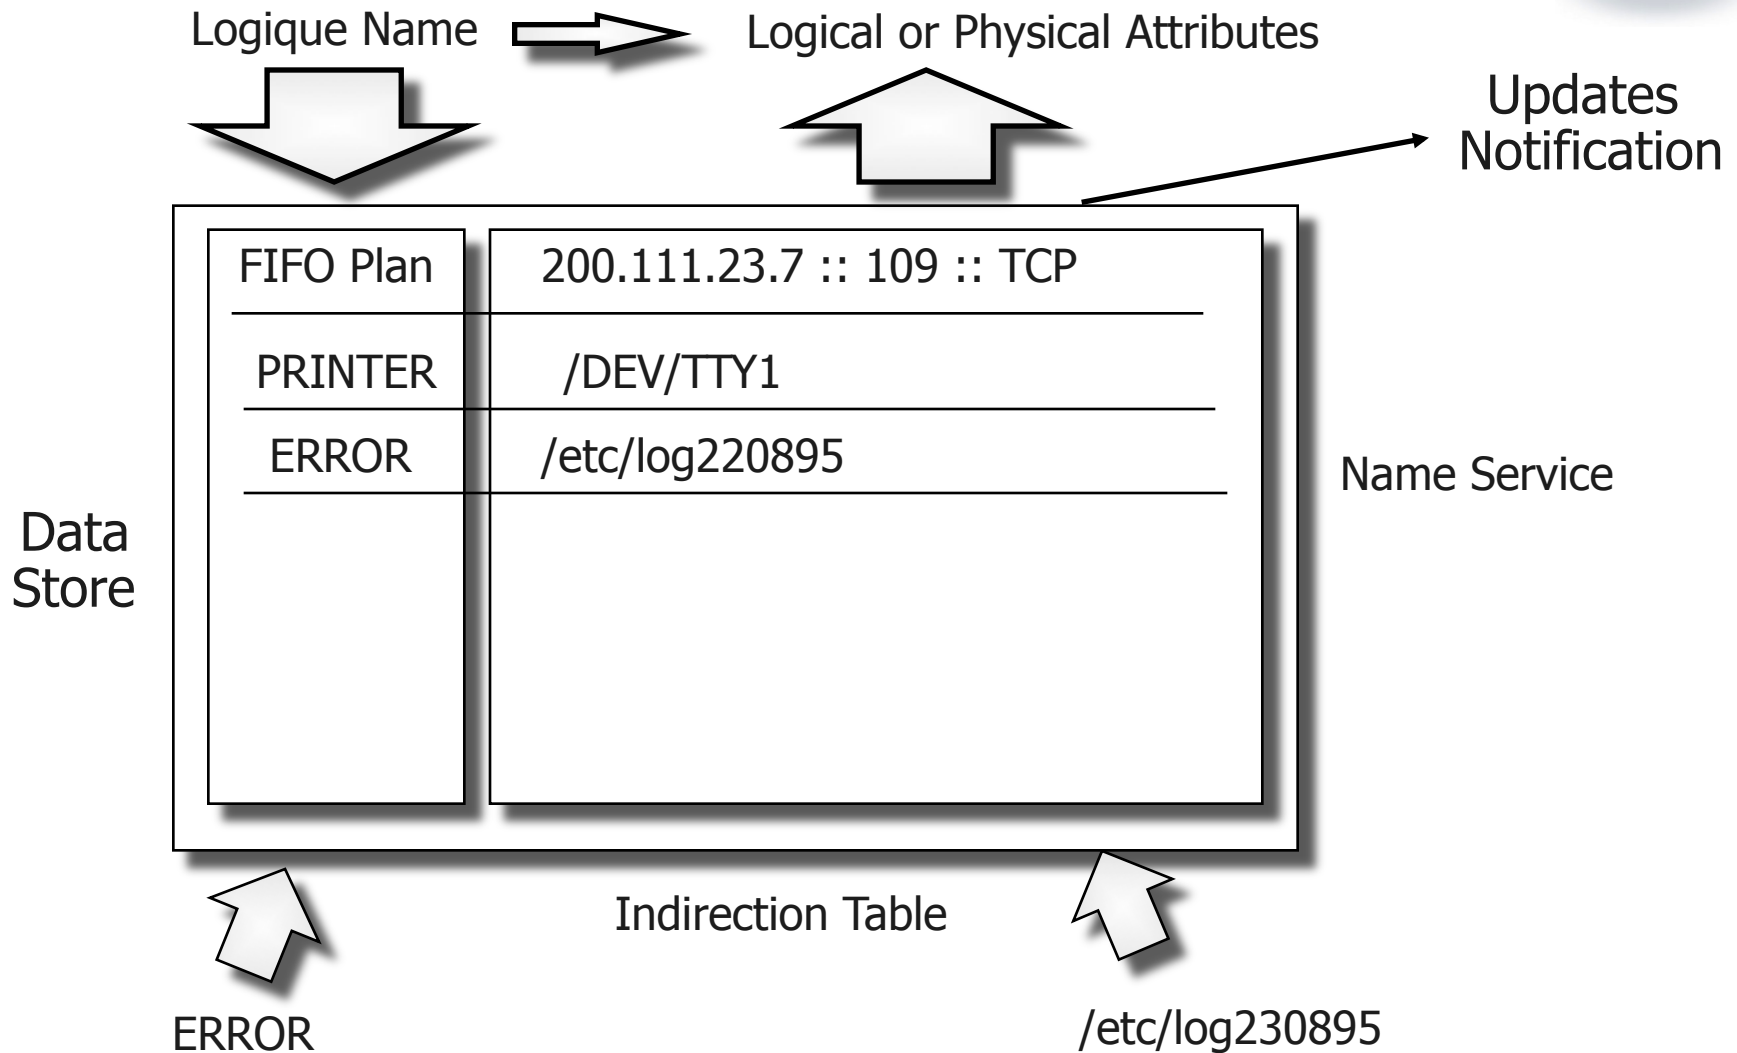 Logique Name
Logical or Physical Attributes
Updates
Notification
FIFO Plan
200.111.23.7 :: 109 :: TCP
PRINTER
/DEV/TTY1
ERROR
/etc/log220895
Name Service
Data
Store
Indirection Table
ERROR
/etc/log230895